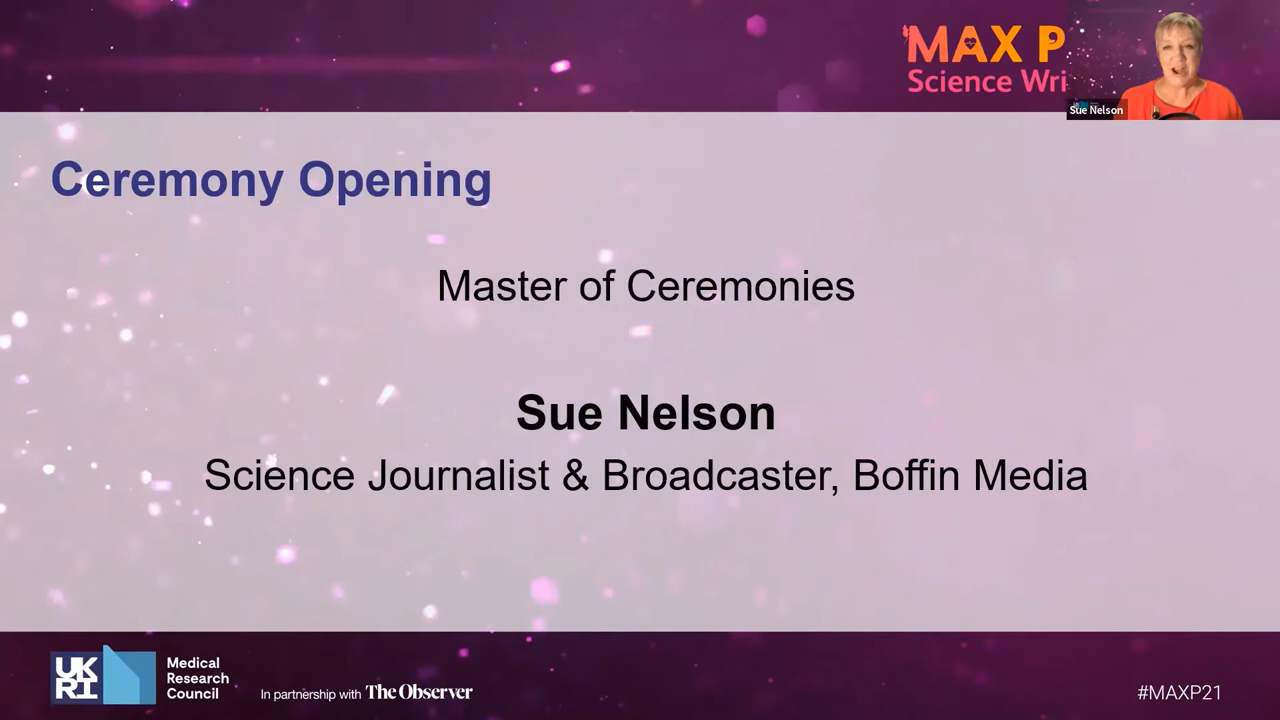 MAX P
Science Wri
Sue Nelson
Ceremony Opening
Master of Ceremonies
Sue Nelson
Science Journalist & Broadcaster, Boffin Media
UK
RI
Medical
Research
Council
In partnership with The Observer
#MAXP21